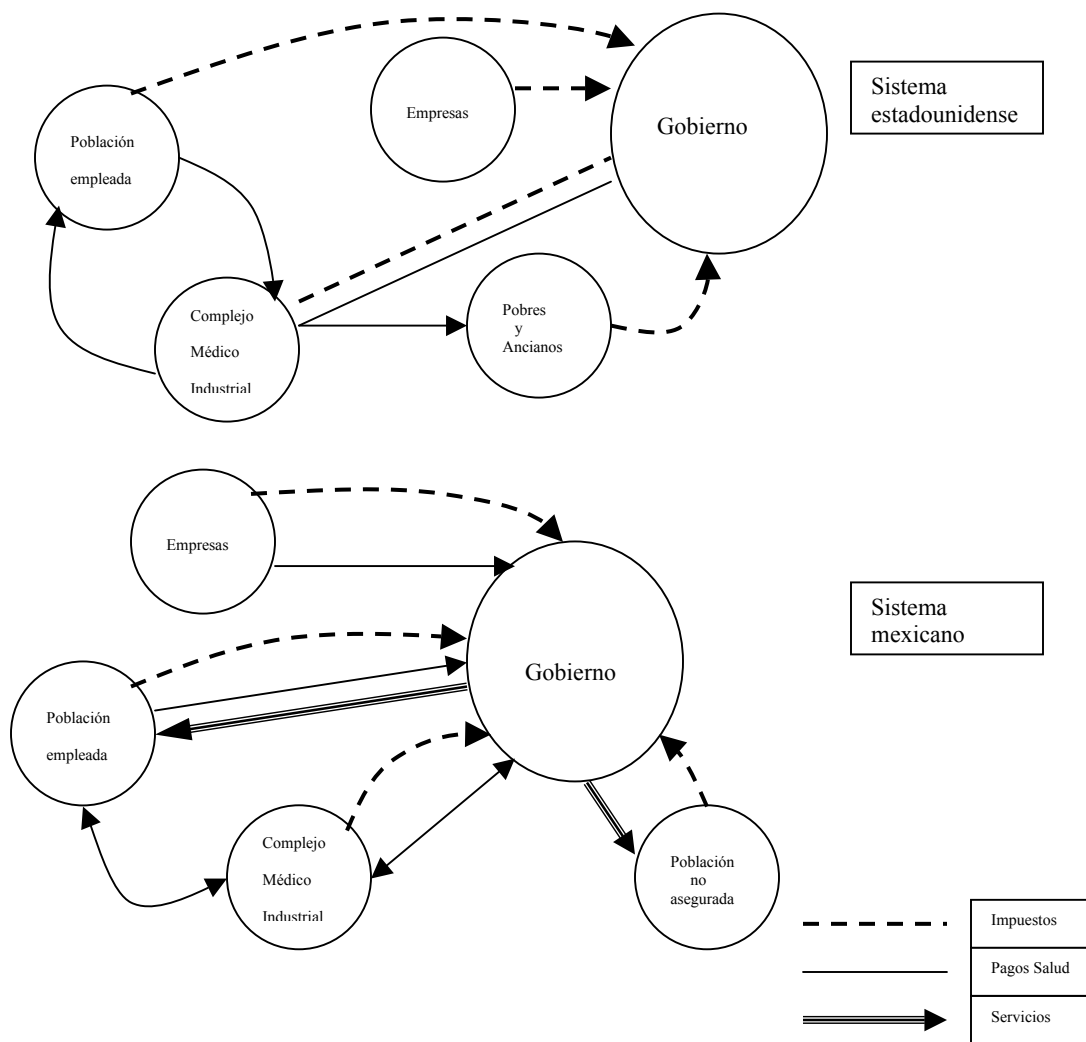 Empresas
Gobierno
Sistema
estadounidense
Población
empleada
Complejo
Médico
Industrial
Pobres
y
Ancianos
Empresas
Sistema
mexicano
Gobierno
Población
empleada
Complejo
Médico
Industrial
Población
no
asegurada
Impuestos
Pagos Salud
Servicios